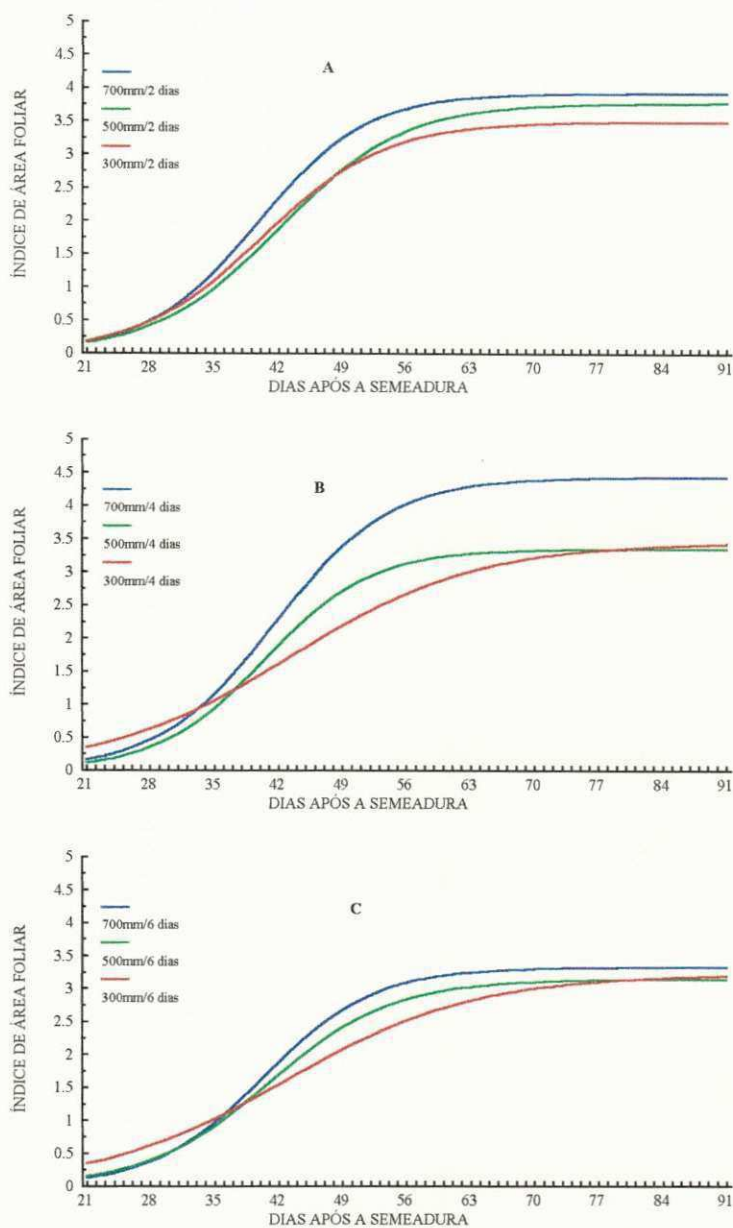 5
4.5
4
3.5
3
2.5
2
1.5
1
0.5
0
ÍNDICE DE ÁREA FOLIAR
A
700mm/2 dias
500mm/2 dias
300mm/2 dias
21 28 35 42 49 56 63 70 77 84 91
DIAS APÓS A SEMEADURA
5
4.5
4
3.5
3
2.5
2
1.5
1
0.5
0
ÍNDICE DE ÁREA FOLIAR
B
700mm/4 dias
500mm/4 dias
300mm/4 dias
21 28 35 42 49 56 63 70 77 84 91
DIAS APÓS A SEMEADURA
5
4.5
4
3.5
3
2.5
2
1.5
1
0.5
0
ÍNDICE DE ÁREA FOLIAR
C
700mm/6 dias
500mm/6 dias
300mm/6 dias
21 28 35 42 49 56 63 70 77 84 91
DIAS APÓS A SEMEADURA